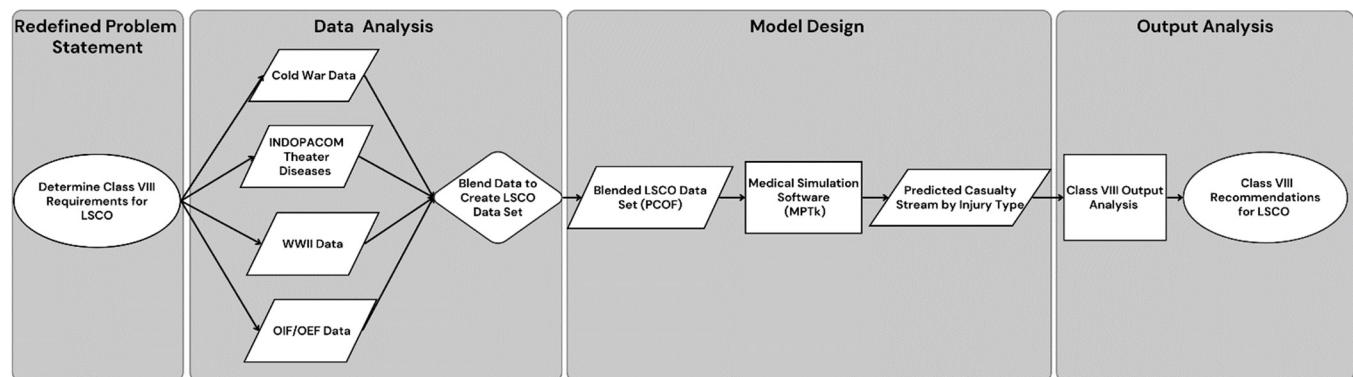 Redefined Problem
Statement
Data Analysis
Model Design
Output Analysis
Determine Class VIII
Requirements for
LSCO
Cold War Data
INDOPACOM
Theater
Diseases
WWII Data
OIF/OEF Data
Blend Data to
Create LSCO
Data Set
Blended LSCO Data
Set (PCOF)
Medical Simulation
Software
(MPTk)
Predicted Casualty
Stream by Injury Type
Class VIII Output
Analysis
Class VIII
Recommendations
for LSCO